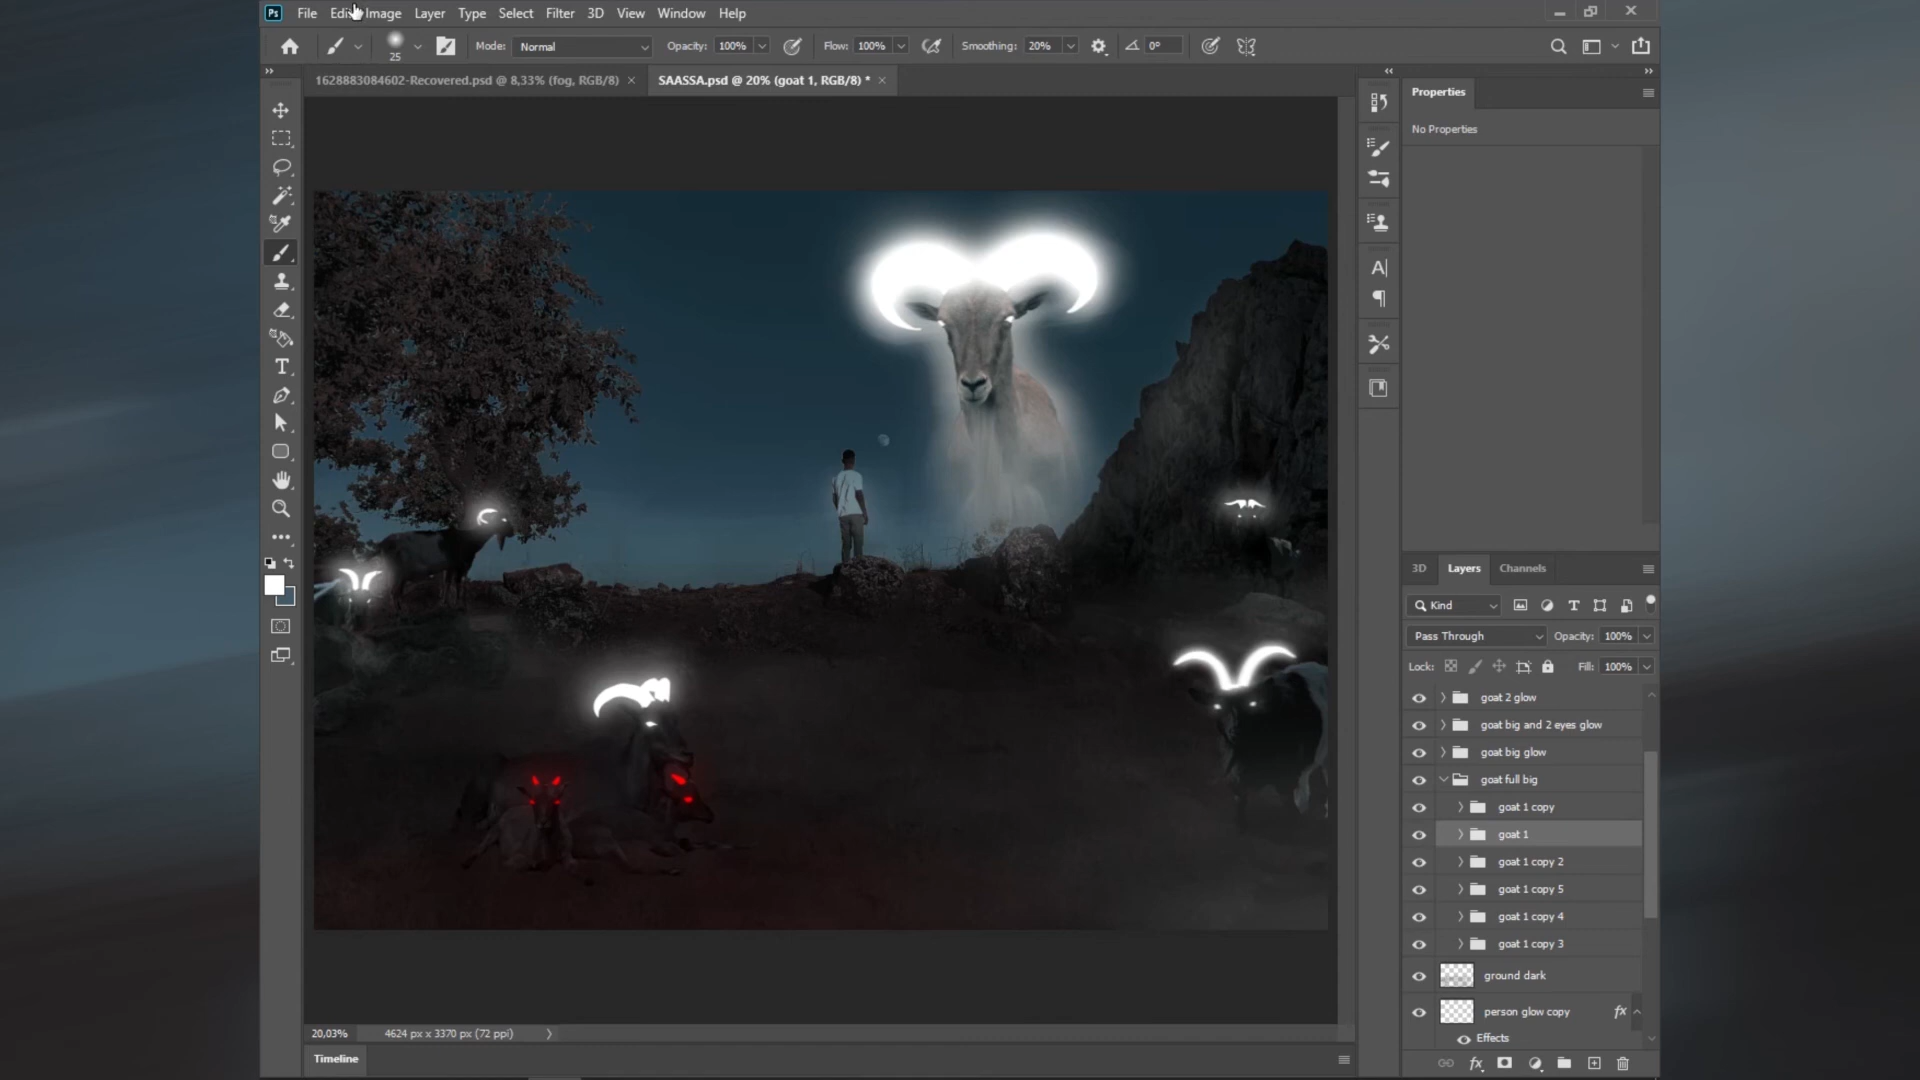 Ps File Edit Image Layer Type Select Filter 3D View Window Help
25 Mode: Normal Opacity: 100% Flow: 100% Smoothing: 20% 0°
1628883084602-Recovered.psd @ 8,33% (fog, RGB/8) × SAASSA.psd @ 20% (goat 1, RGB/8) * ×
Properties
No Properties
3D Layers Channels
Kind
Pass Through Opacity: 100%
Lock: Fill: 100%
goat 2 glow
goat big and 2 eyes glow
goat big glow
goat full big
goat 1 copy
goat 1
goat 1 copy 2
goat 1 copy 5
goat 1 copy 4
goat 1 copy 3
ground dark
person glow copy fx
Effects
20,03% 4624 px x 3370 px (72 ppi)
Timeline
fx